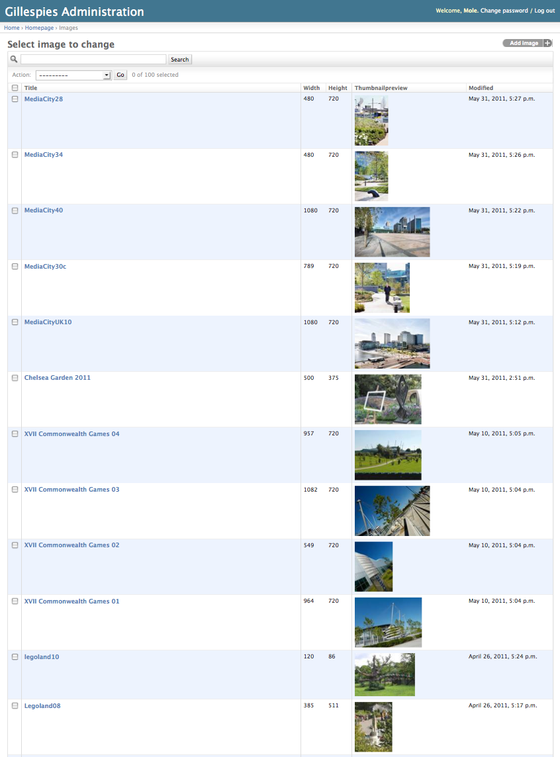 Gillespies Administration
Welcome, Mole. Change password / Log out
Home › Homepage › Images
Select image to change
Add image +
Search
Action: --------- Go 0 of 100 selected
Title Width Height Thumbnailpreview Modified
MediaCity28 480 720 May 31, 2011, 5:27 p.m.
MediaCity34 480 720 May 31, 2011, 5:26 p.m.
MediaCity40 1080 720 May 31, 2011, 5:22 p.m.
MediaCity30c 789 720 May 31, 2011, 5:19 p.m.
MediaCityUK10 1080 720 May 31, 2011, 5:12 p.m.
Chelsea Garden 2011 500 375 May 31, 2011, 2:51 p.m.
XVII Commonwealth Games 04 957 720 May 10, 2011, 5:05 p.m.
XVII Commonwealth Games 03 1082 720 May 10, 2011, 5:04 p.m.
XVII Commonwealth Games 02 549 720 May 10, 2011, 5:04 p.m.
XVII Commonwealth Games 01 964 720 May 10, 2011, 5:04 p.m.
legoland10 120 86 April 26, 2011, 5:24 p.m.
Legoland08 385 511 April 26, 2011, 5:17 p.m.